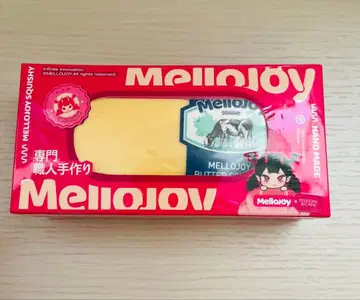 Infinite Innovation
©MELLOJOY All rights reserved.
MelloJoy
MELLOJOY SQUISHY
MelloJoy
MELLOJOY
HAND MADE
専門
職人手作り
MelloJoy
MelloJoy